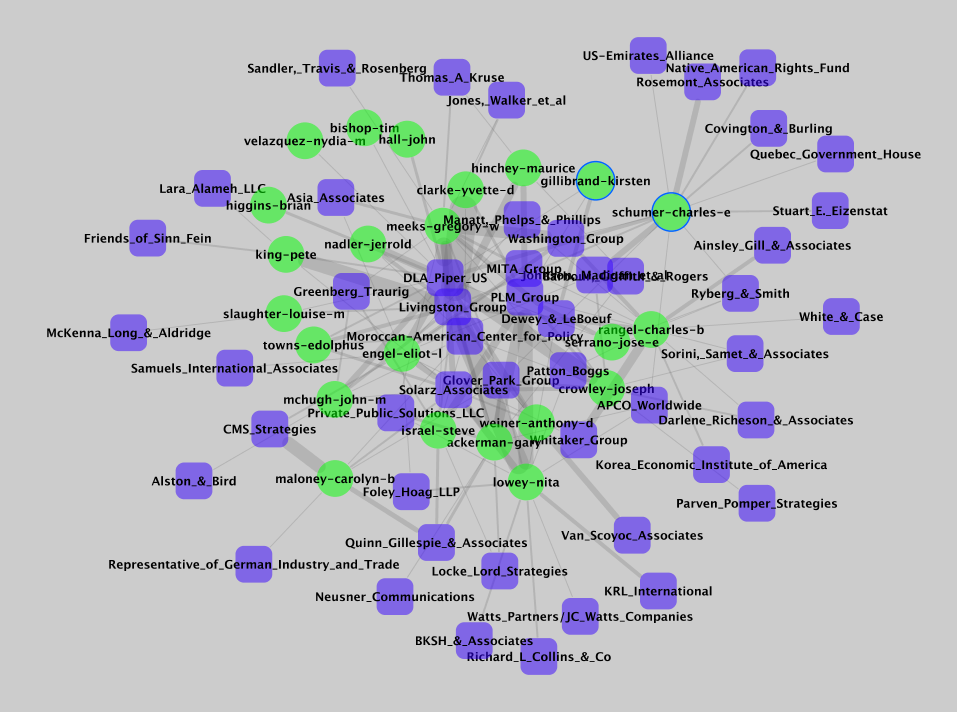 US-Emirates_Alliance
Sandler,_Travis_&_Rosenberg
Native_American_Rights_Fund
Thomas_A_Kruse
Rosemont_Associates
Jones,_Walker_et_al
bishop-tim
Covington_&_Burling
velazquez-nydia-m
hall-john
Quebec_Government_House
hinchey-maurice
gillibrand-kirsten
Lara_Alameh_LLC
clarke-yvette-d
Asia_Associates
higgins-brian
schumer-charles-e
Stuart_E._Eizenstat
Manatt,_Phelps_&_Phillips
meeks-gregory-w
Friends_of_Sinn_Fein
Washington_Group
nadler-jerrold
Ainsley_Gill_&_Associates
king-pete
MITA_Group
DLA_Piper_US
Greenberg_Traurig
Ryberg_&_Smith
PLM_Group
Livingston_Group
slaughter-louise-m
Dewey_&_LeBoeuf
White_&_Case
McKenna_Long_&_Aldridge
rangel-charles-b
Moroccan-American_Center_for_Policy
serrano-jose-e
towns-edolphus
engel-eliot-l
Sorini,_Samet_&_Associates
Samuels_International_Associates
Patton_Boggs
Glover_Park_Group
Solarz_Associates
crowley-joseph
mchugh-john-m
APCO_Worldwide
Private_Public_Solutions_LLC
Darlene_Richeson_&_Associates
weiner-anthony-d
CMS_Strategies
israel-steve
ackerman-gary
Whitaker_Group
Korea_Economic_Institute_of_America
maloney-carolyn-b
Alston_&_Bird
lowey-nita
Foley_Hoag_LLP
Parven_Pomper_Strategies
Van_Scoyoc_Associates
Quinn_Gillespie_&_Associates
Representative_of_German_Industry_and_Trade
Locke_Lord_Strategies
KRL_International
Neusner_Communications
Watts_Partners/JC_Watts_Companies
BKSH_&_Associates
Richard_L_Collins_&_Co